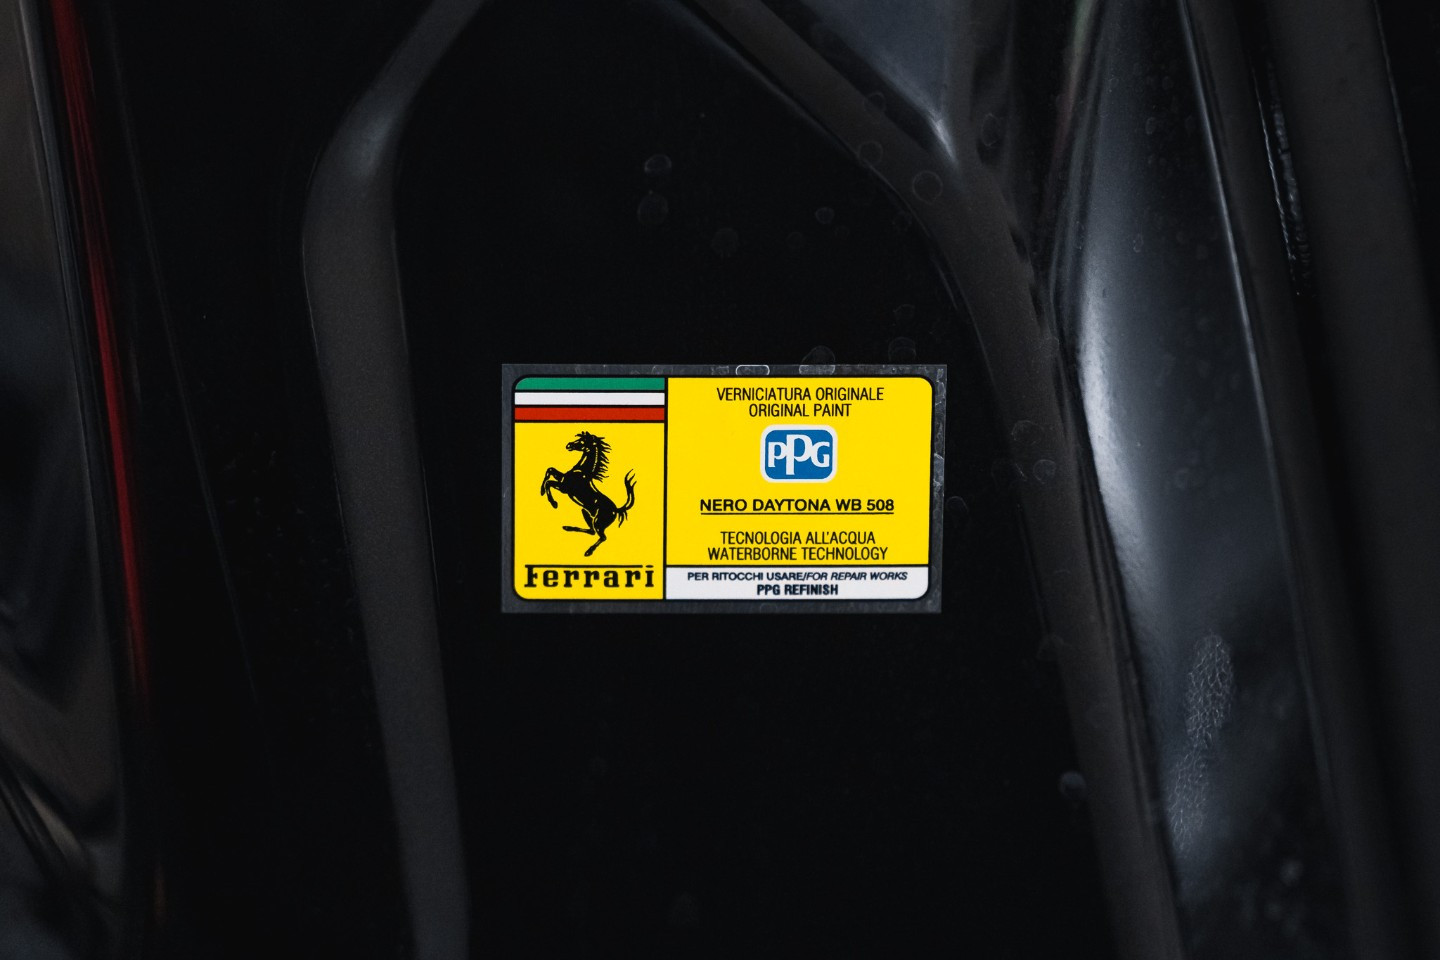 Ferrari
VERNICIATURA ORIGINALE
ORIGINAL PAINT
PPG
NERO DAYTONA WB 508
TECNOLOGIA ALL'ACQUA
WATERBORNE TECHNOLOGY
PER RITOCCHI USARE/FOR REPAIR WORKS
PPG REFINISH